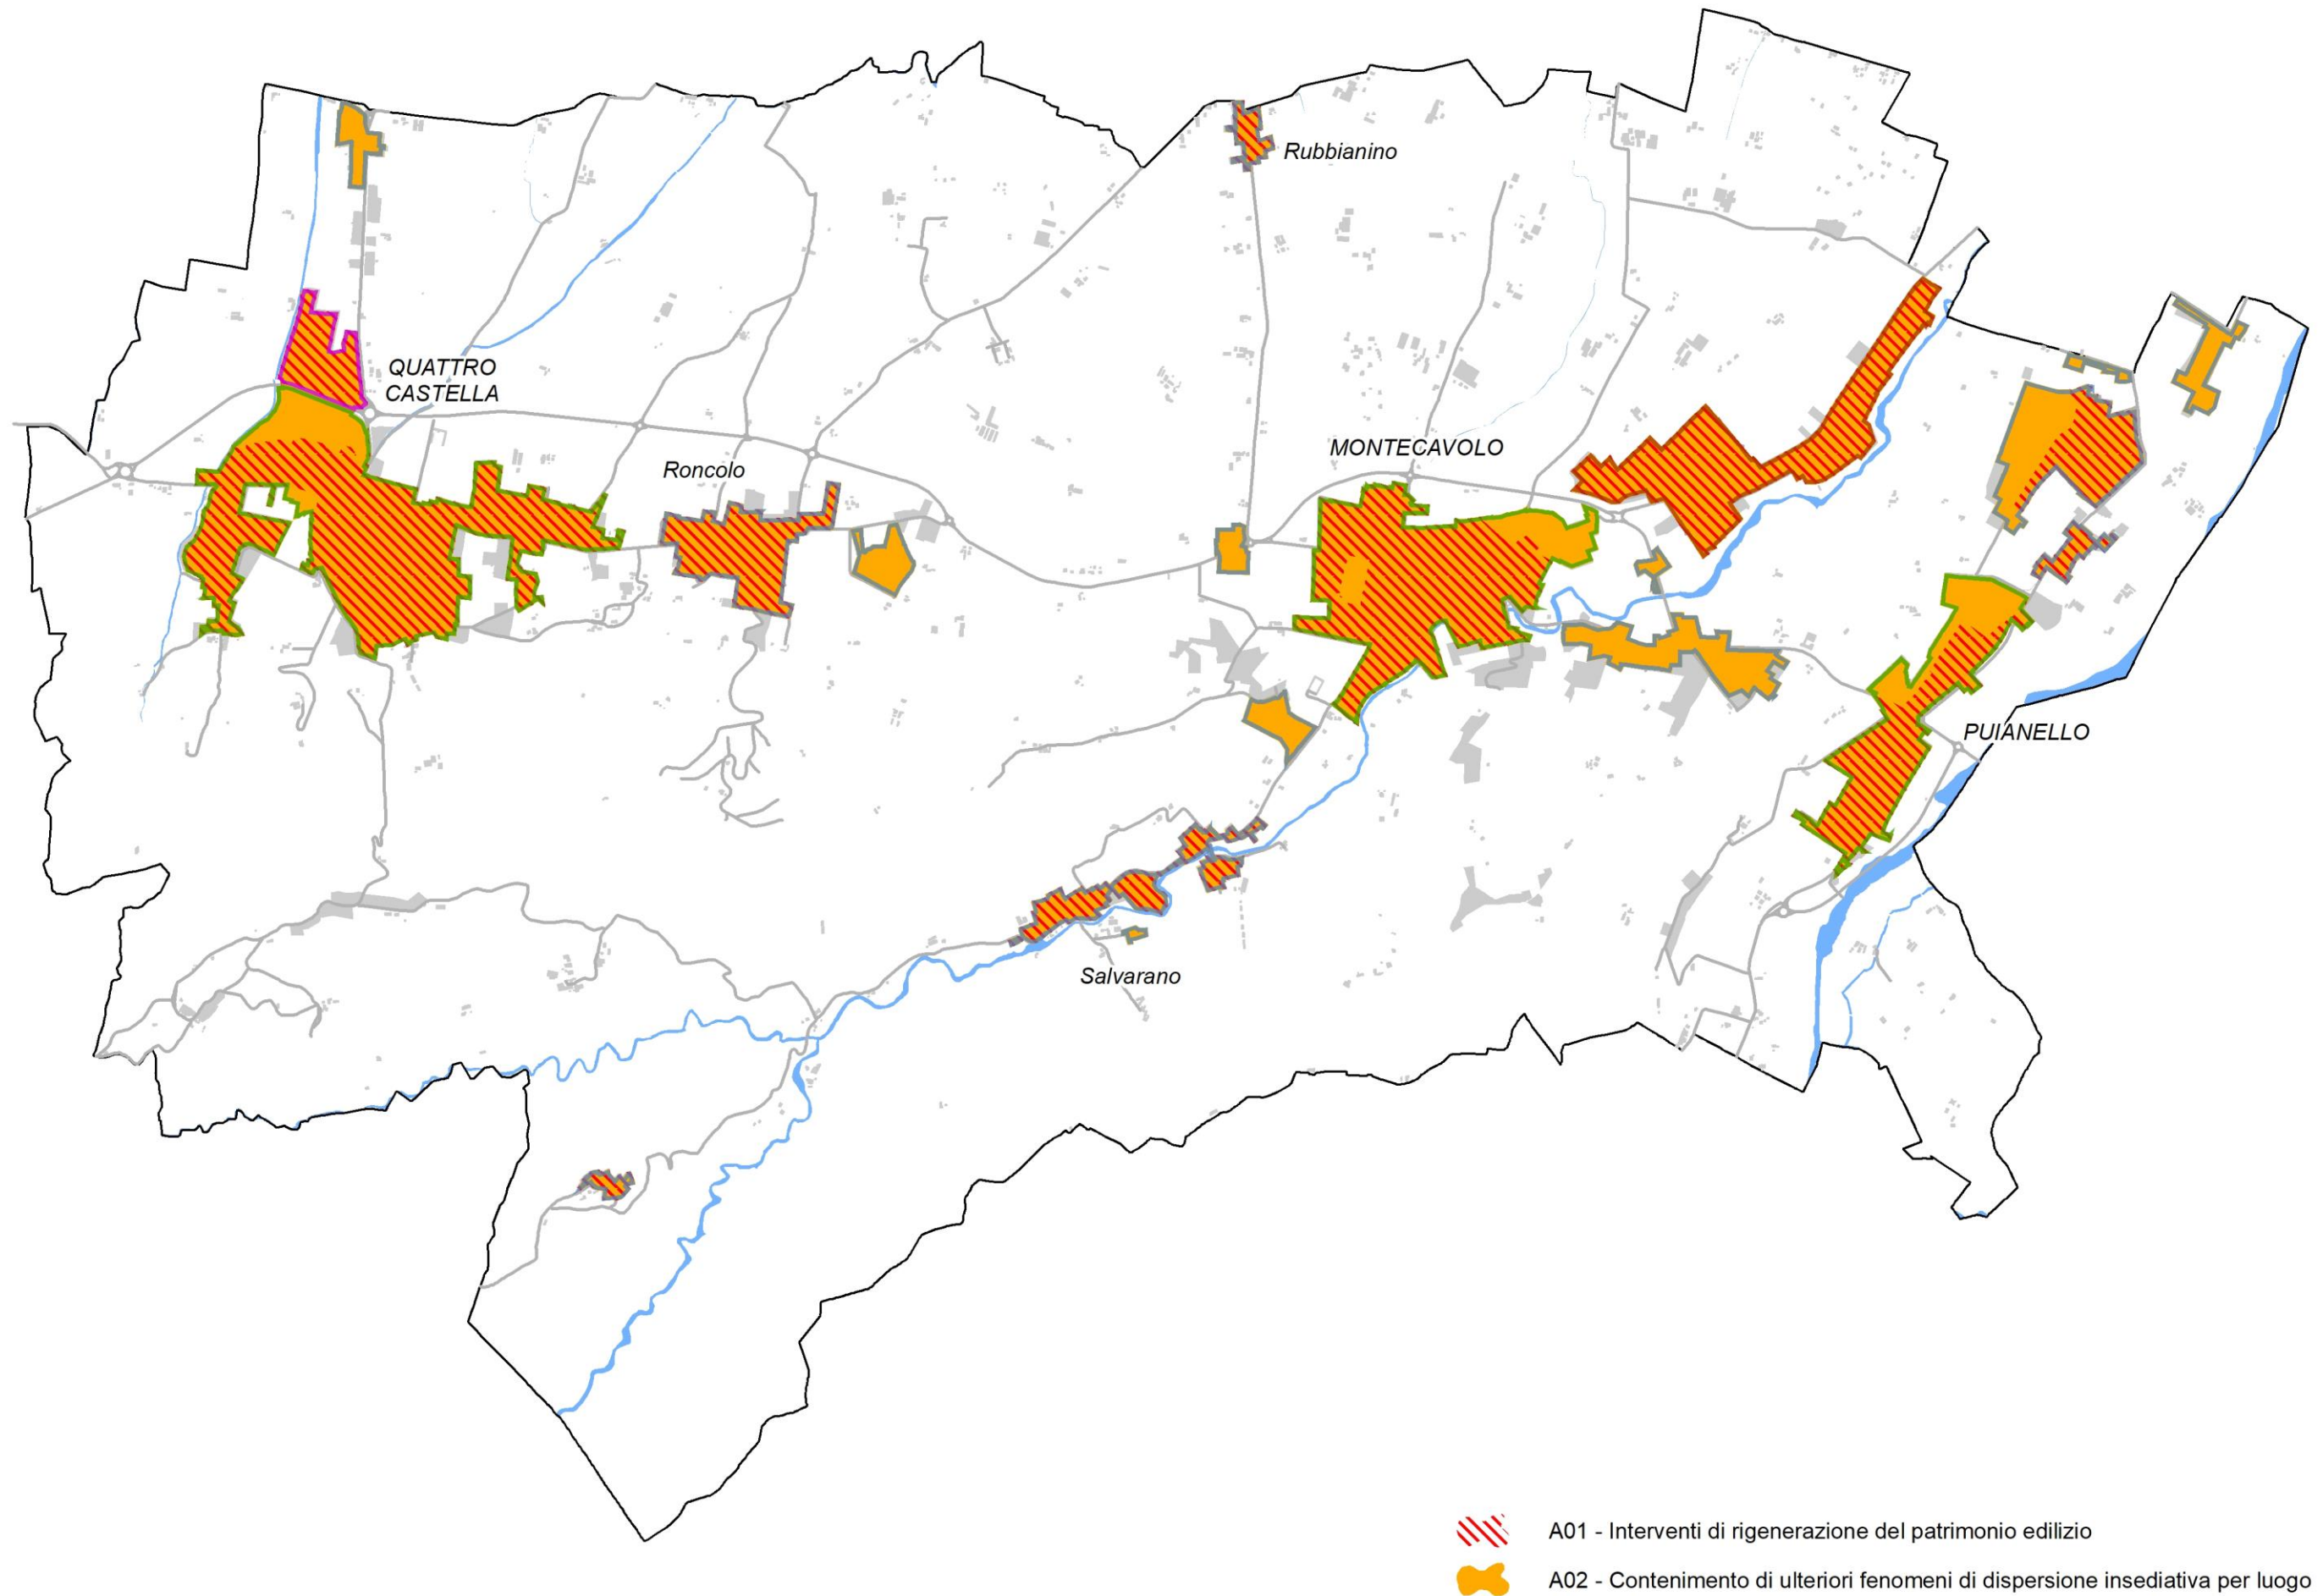 Rubbianino
QUATTRO
CASTELLA
MONTECAVOLO
Roncolo
PUIANELLO
Salvarano
A01 - Interventi di rigenerazione del patrimonio edilizio
A02 - Contenimento di ulteriori fenomeni di dispersione insediativa per luogo